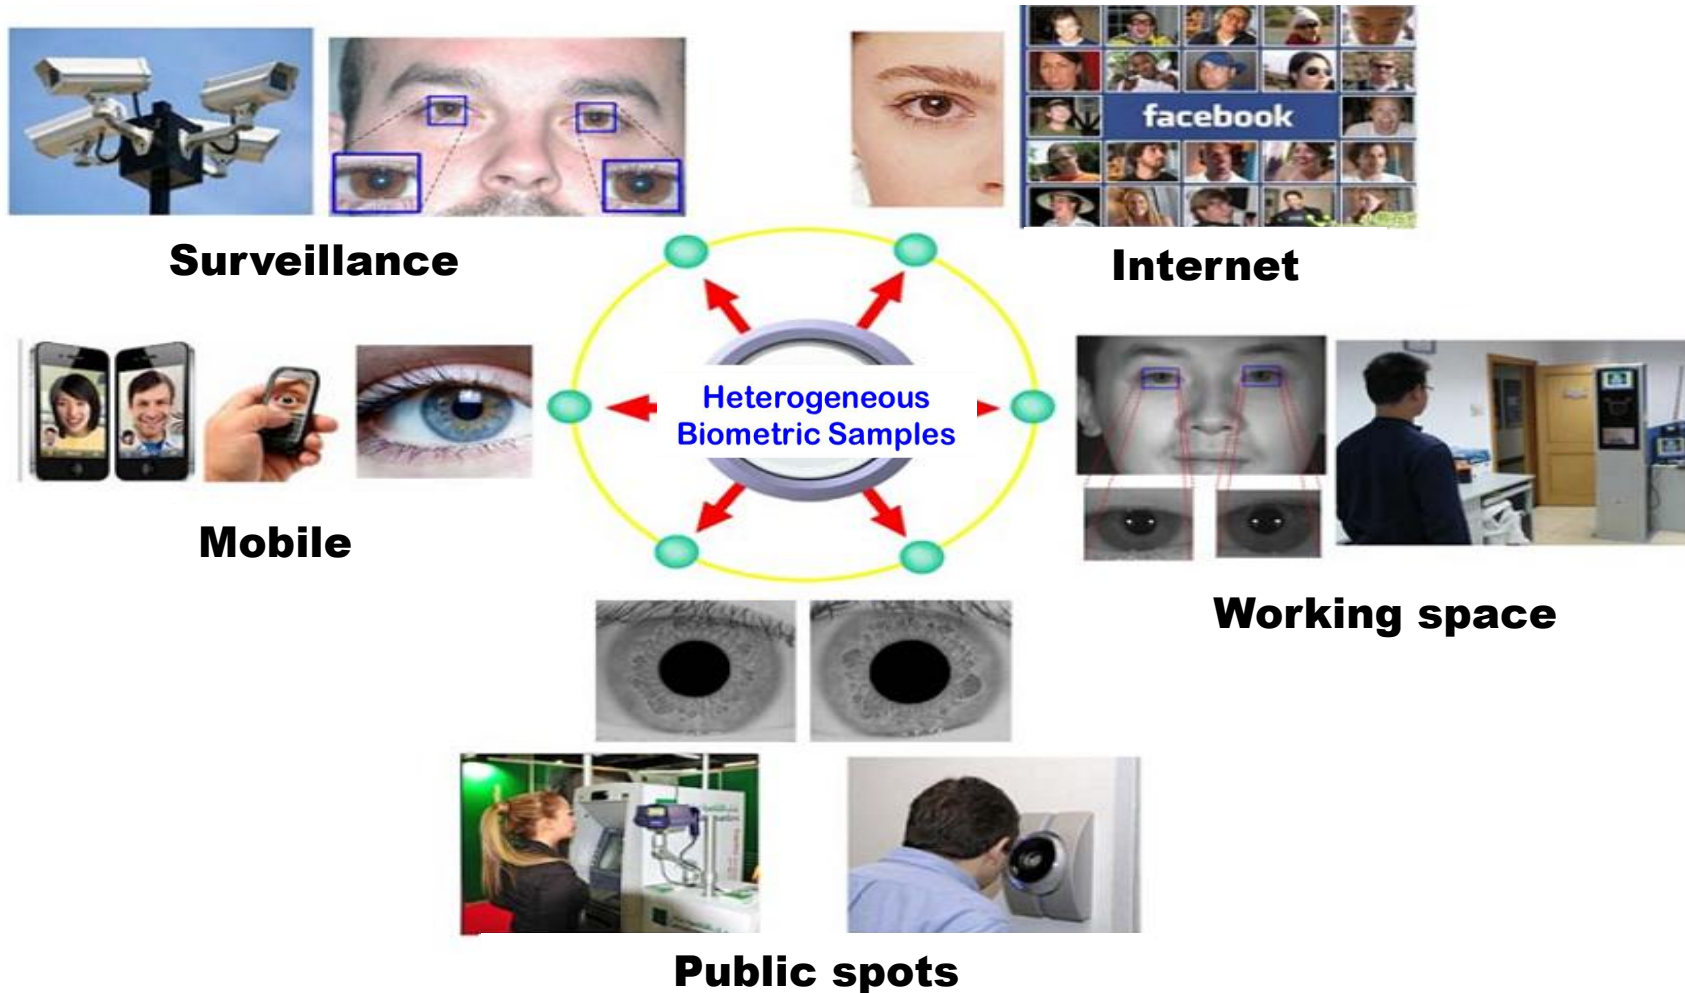 facebook
Surveillance
Internet
Heterogeneous
Biometric Samples
Mobile
Working space
Public spots